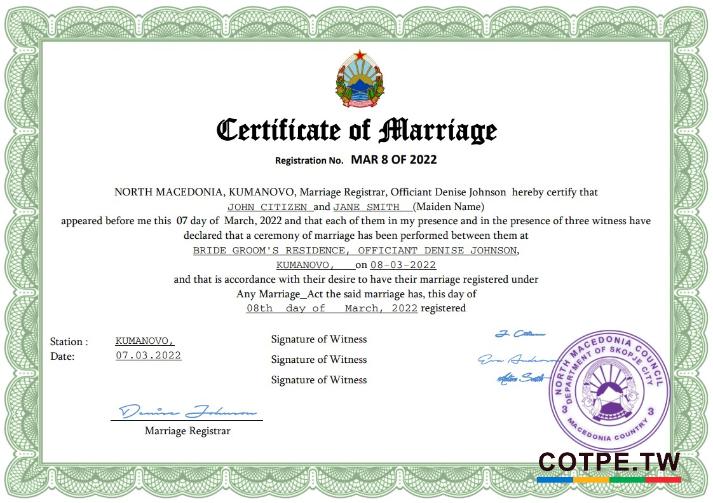 Certificate of Marriage
Registration No. MAR 8 OF 2022
NORTH MACEDONIA, KUMANOVO, Marriage Registrar, Officiant Denise Johnson hereby certify that
JOHN CITIZEN and JANE SMITH (Maiden Name)
appeared before me this 07 day of March, 2022 and that each of them in my presence and in the presence of three witness have
declared that a ceremony of marriage has been performed between them at
BRIDE GROOM'S RESIDENCE, OFFICIANT DENISE JOHNSON,
KUMANOVO, on 08-03-2022
and that is accordance with their desire to have their marriage registered under
Any Marriage_Act the said marriage has, this day of
08th day of March, 2022 registered
Station : KUMANOVO,
Date: 07.03.2022
Signature of Witness
Signature of Witness
Signature of Witness
Denise Johnson
Marriage Registrar
NORTH MACEDONIA COUNCIL
DEPARTMENT OF SKOPJE CITY
3 3
MACEDONIA COUNTRY
COTPE.TW